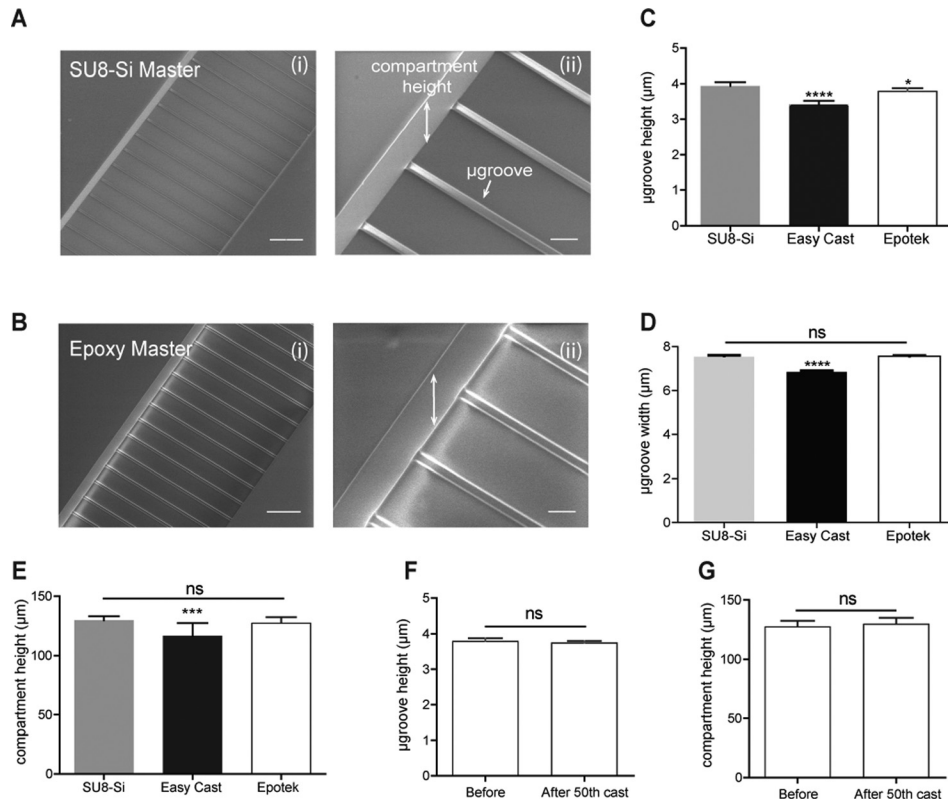 A
SU8-Si Master
(i)
compartment
height
(ii)
µgroove
B
Epoxy Master
(i)
(ii)
C
µgroove height (µm)
5
4
3
2
1
0
****
*
SU8-Si
Easy Cast
Epotek
D
ns
µgroove width (µm)
8
6
4
2
0
****
SU8-Si
Easy Cast
Epotek
E
ns
compartment height (µm)
150
100
50
0
***
SU8-Si
Easy Cast
Epotek
F
ns
µgroove height (µm)
5
4
3
2
1
0
Before
After 50th cast
G
ns
compartment height (µm)
150
100
50
0
Before
After 50th cast